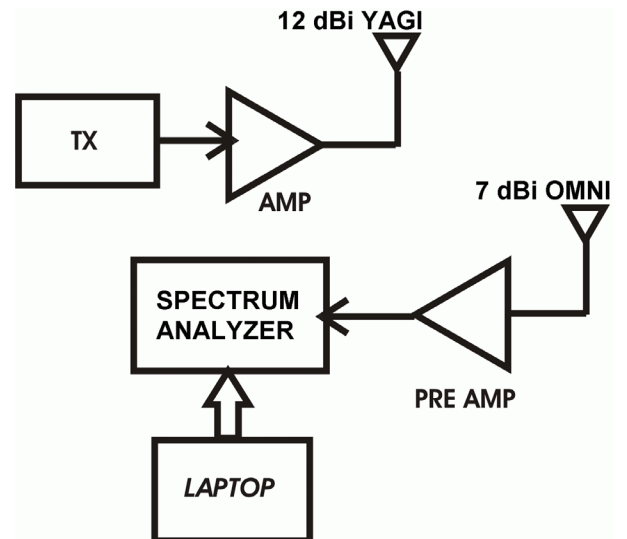 12 dBi YAGI
TX
AMP
7 dBi OMNI
SPECTRUM
ANALYZER
PRE AMP
LAPTOP